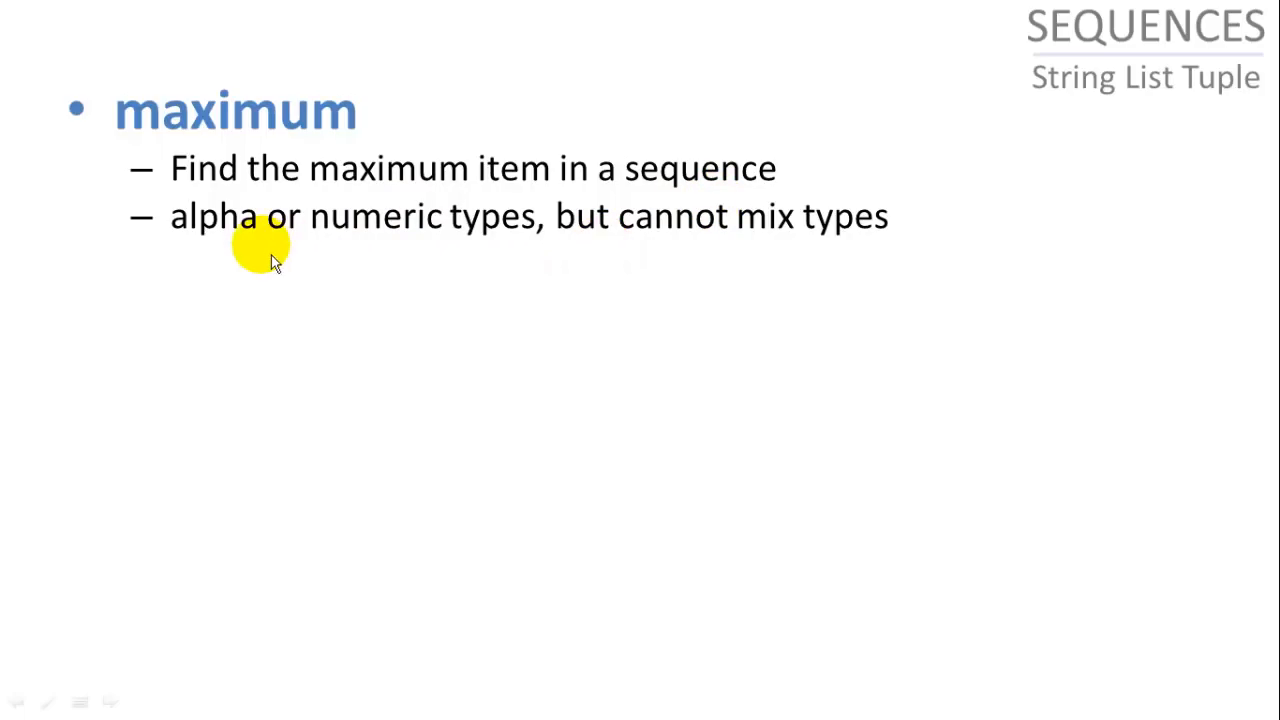 SEQUENCES
String List Tuple
• maximum
– Find the maximum item in a sequence
– alpha or numeric types, but cannot mix types